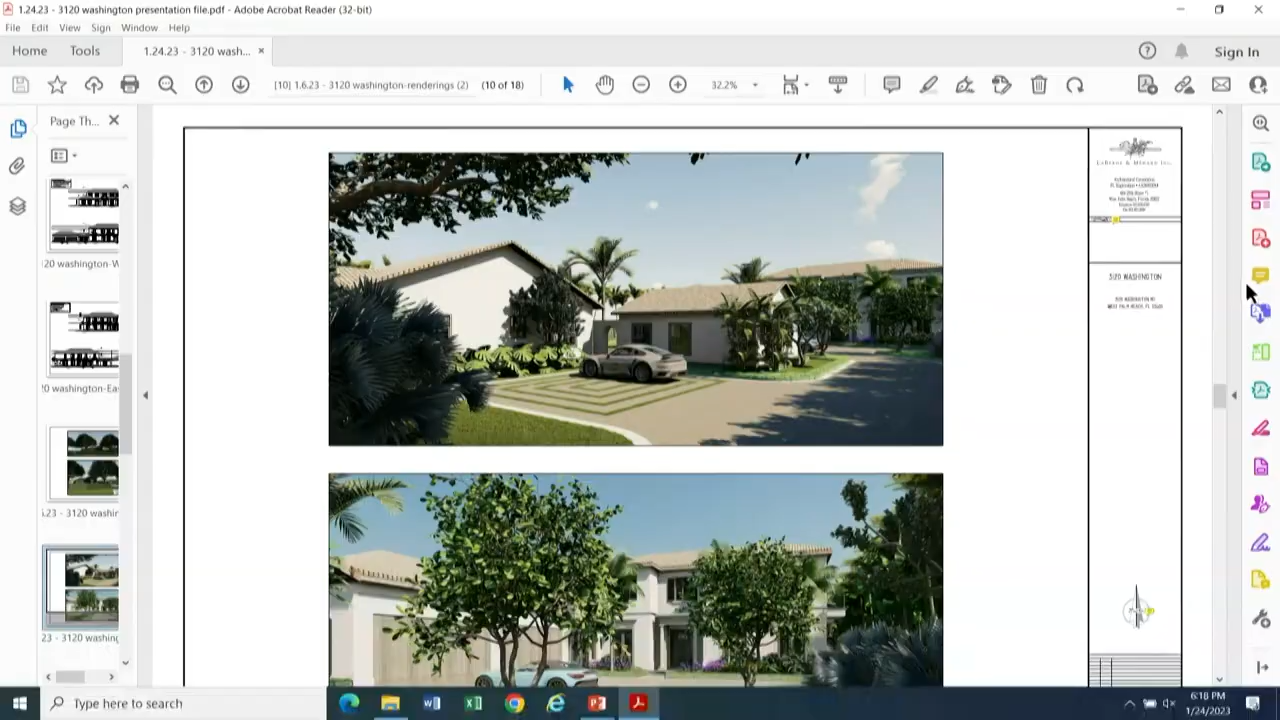 1.24.23 - 3120 washington presentation file.pdf - Adobe Acrobat Reader (32-bit)
File Edit View Sign Window Help
Home Tools 1.24.23 - 3120 wash... × Sign In
[10] 1.6.23 - 3120 washington-renderings (2) (10 of 18) 32.2%
Page Th...
20 washington-W
20 washington-Ea
.23 - 3120 washin
23 - 3120 washing
3120 WASHINGTON
Type here to search
6:18 PM
1/24/2023